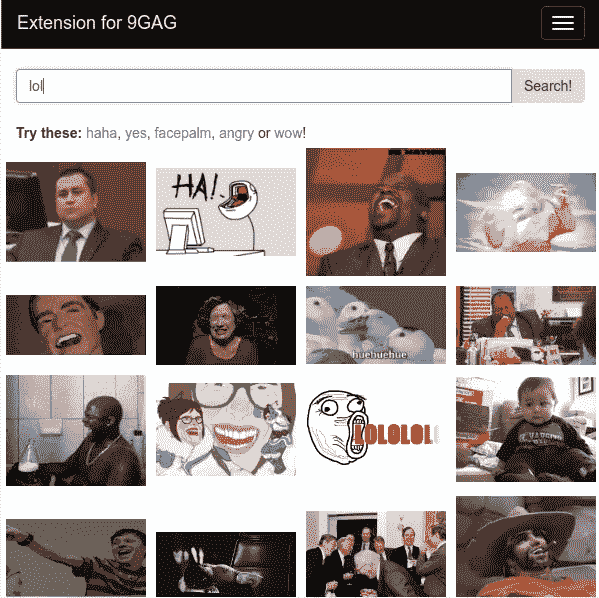 Extension for 9GAG
lol
Search!
Try these: haha, yes, facepalm, angry or wow!
HA!
huehuehue
LOLOLOL